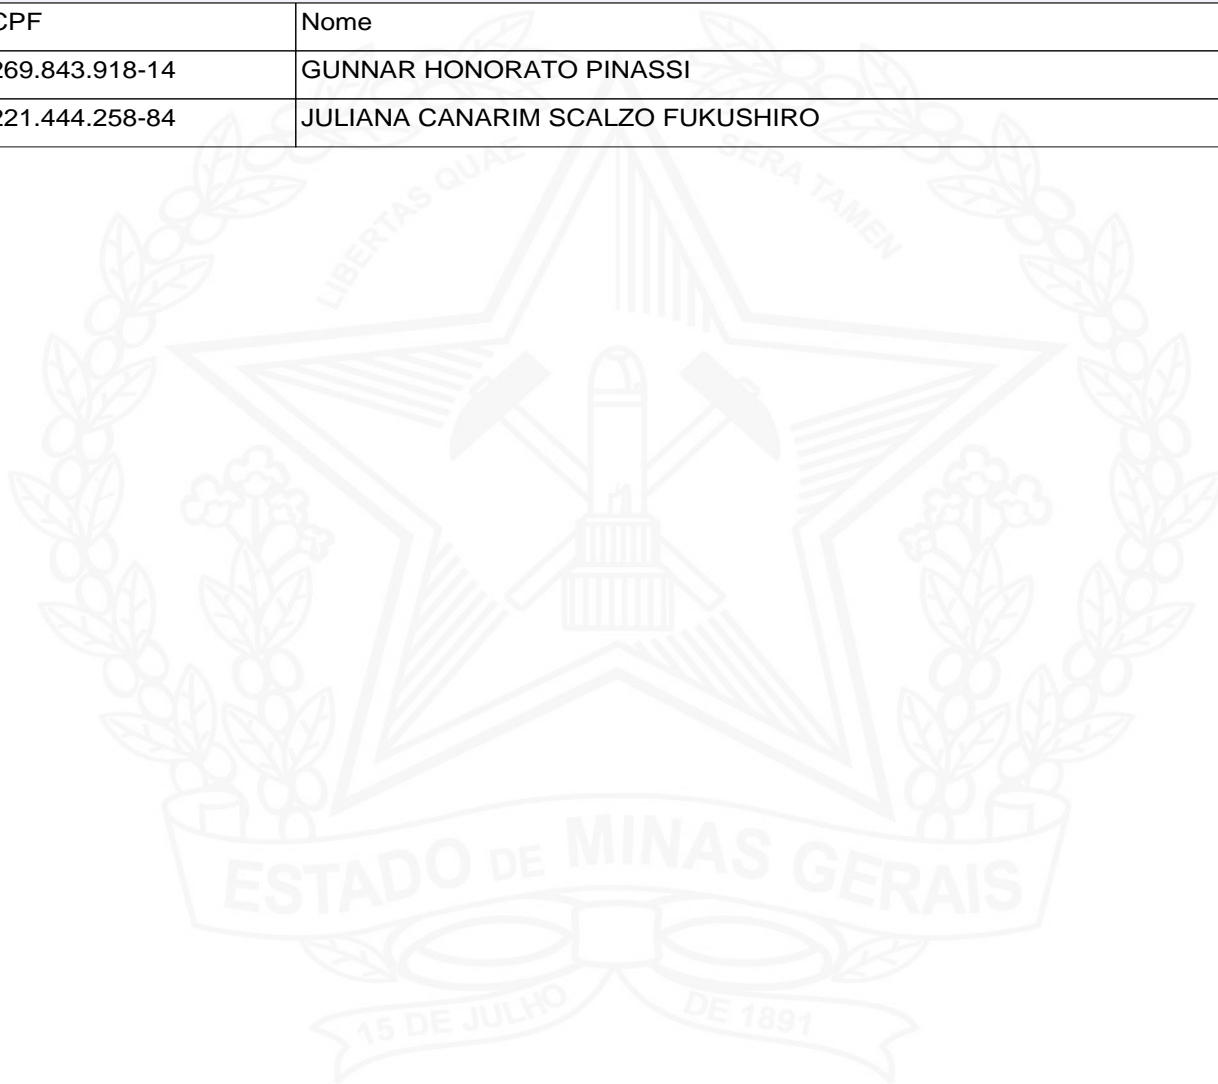 CPF Nome
269.843.918-14 GUNNAR HONORATO PINASSI
221.444.258-84 JULIANA CANARIM SCALZO FUKUSHIRO
LIBERTAS QUAE SERA TAMEN
ESTADO DE MINAS GERAIS
15 DE JULHO DE 1891